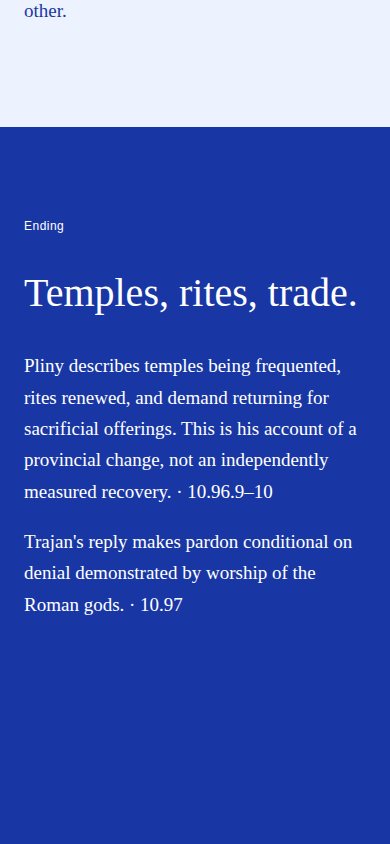 other.
Ending
Temples, rites, trade.
Pliny describes temples being frequented,
rites renewed, and demand returning for
sacrificial offerings. This is his account of a
provincial change, not an independently
measured recovery. · 10.96.9–10
Trajan's reply makes pardon conditional on
denial demonstrated by worship of the
Roman gods. · 10.97